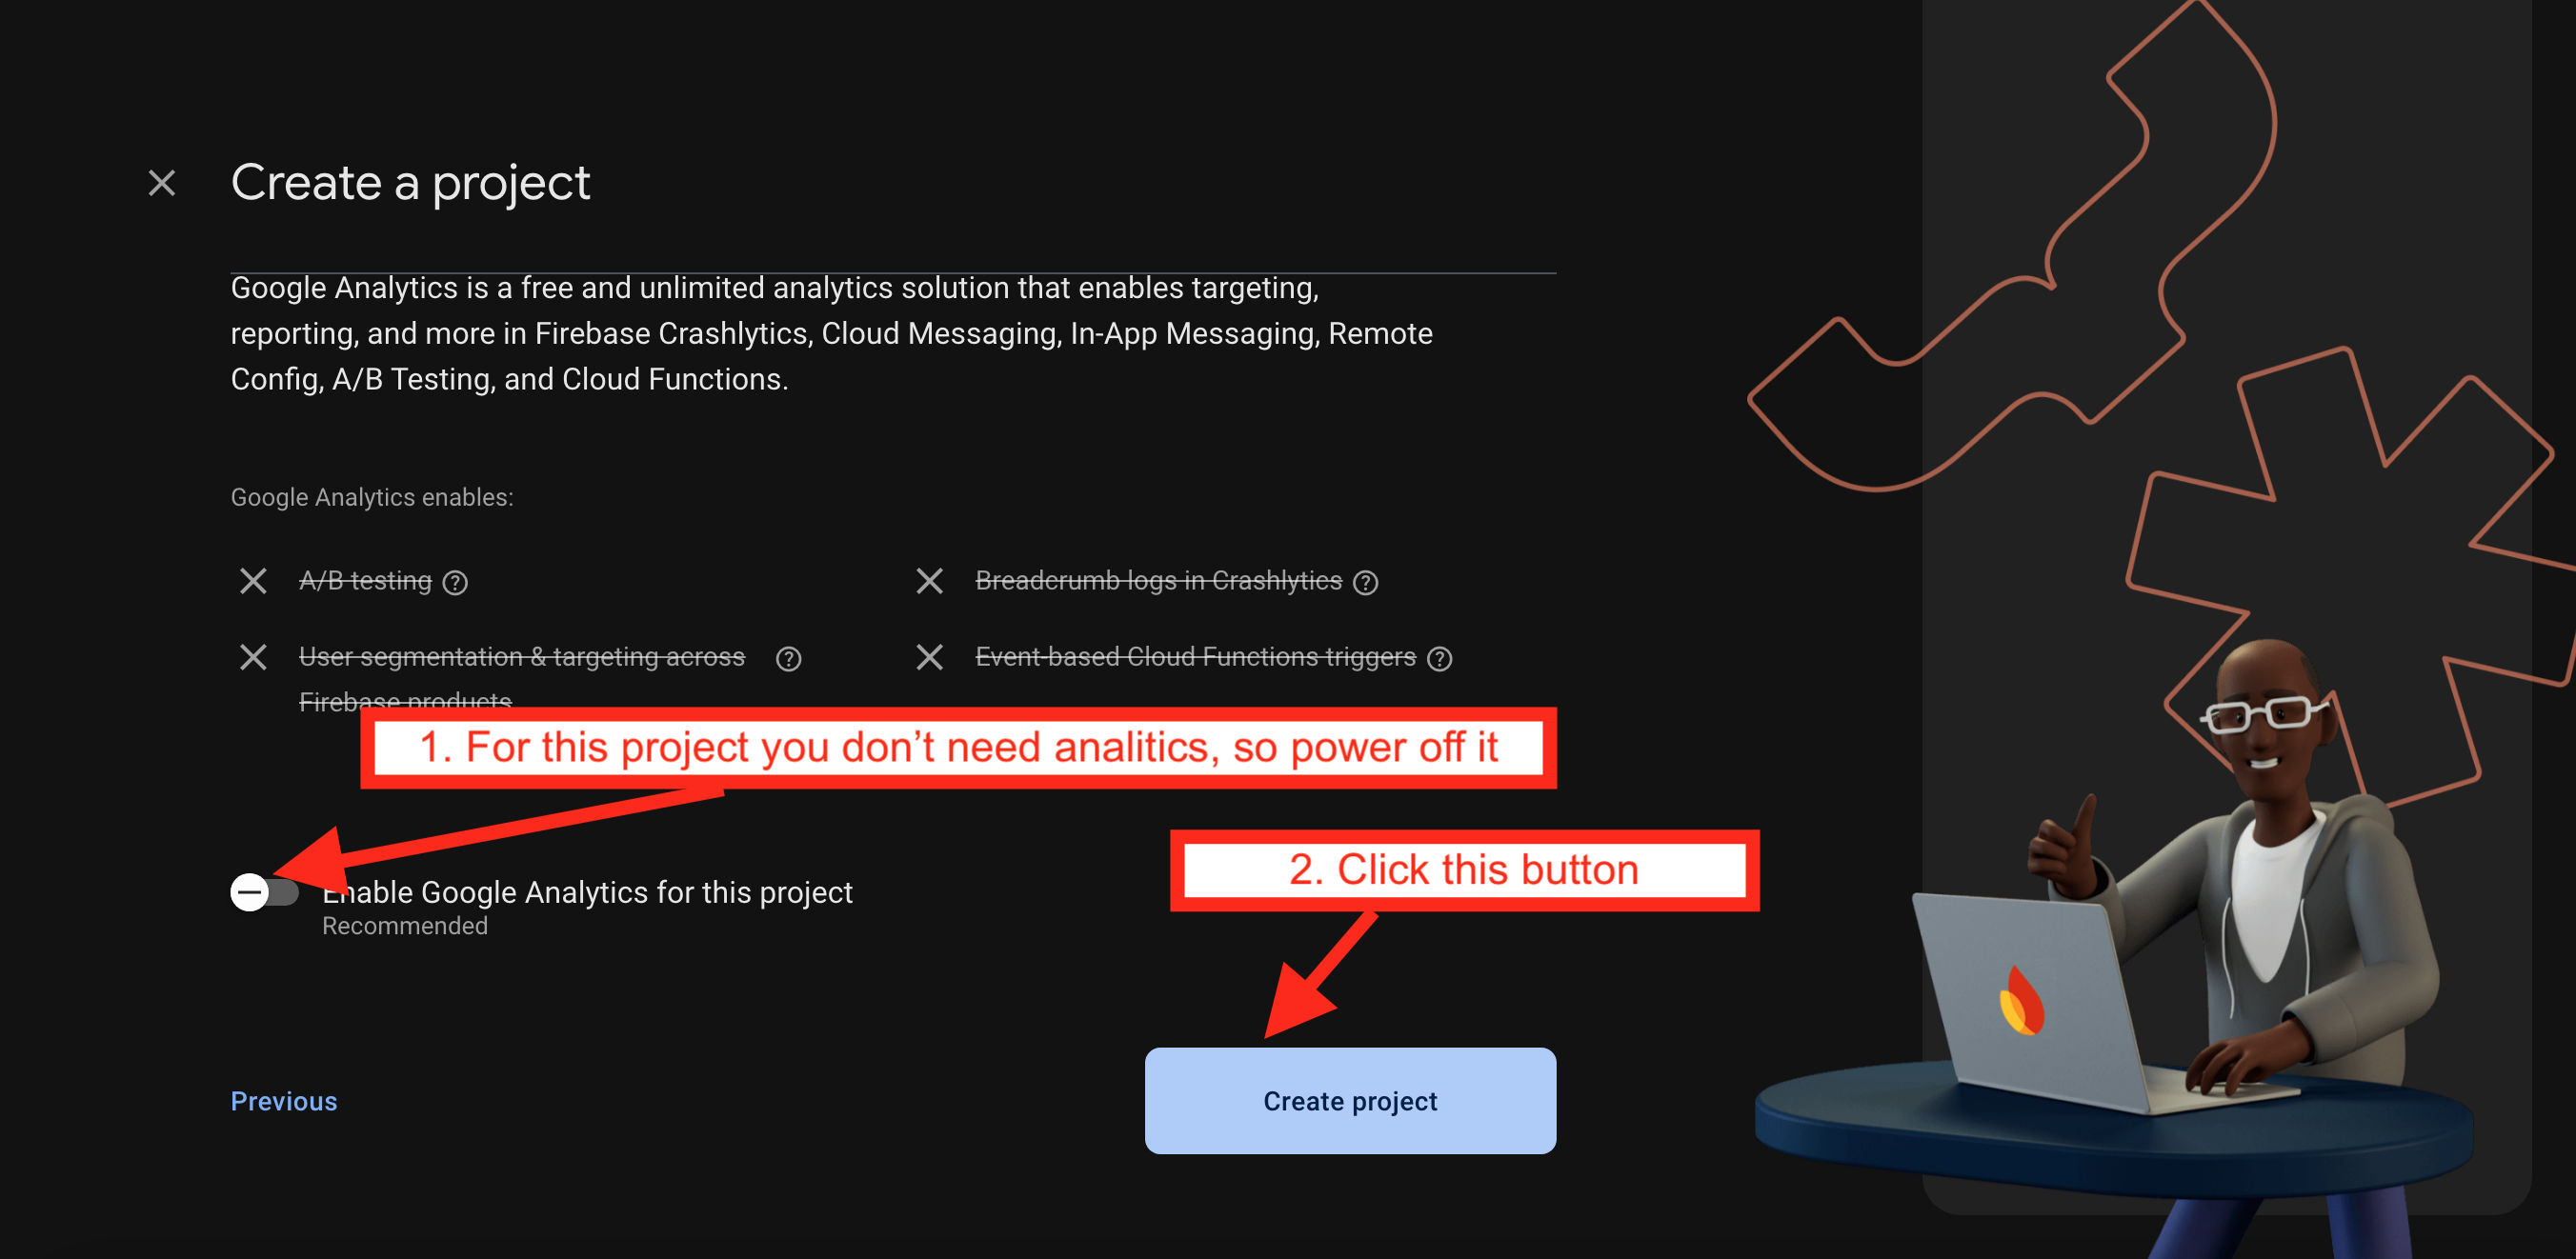 Create a project
Google Analytics is a free and unlimited analytics solution that enables targeting,
reporting, and more in Firebase Crashlytics, Cloud Messaging, In-App Messaging, Remote
Config, A/B Testing, and Cloud Functions.
Google Analytics enables:
A/B testing
Breadcrumb logs in Crashlytics
User segmentation & targeting across
Firebase products
Event-based Cloud Functions triggers
1. For this project you don’t need analitics, so power off it
Enable Google Analytics for this project
Recommended
2. Click this button
Previous
Create project